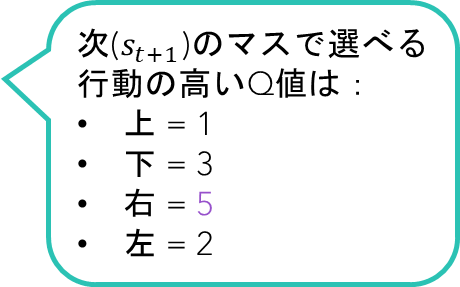 次(s_{t+1})のマスで選べる
行動の高いQ値は：
• 上 = 1
• 下 = 3
• 右 = 5
• 左 = 2